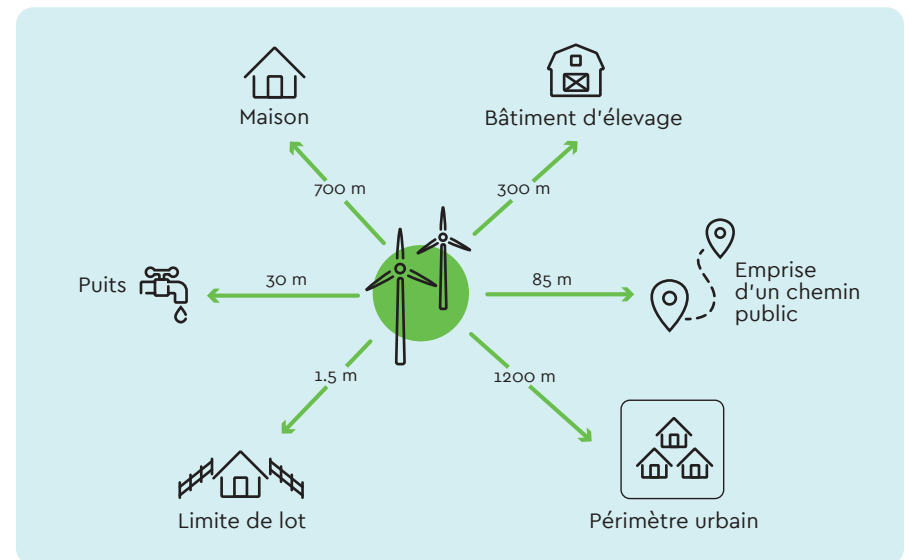 Maison
Bâtiment d'élevage
700 m
300 m
Puits
30 m
85 m
Emprise
d'un chemin
public
1.5 m
1200 m
Limite de lot
Périmètre urbain